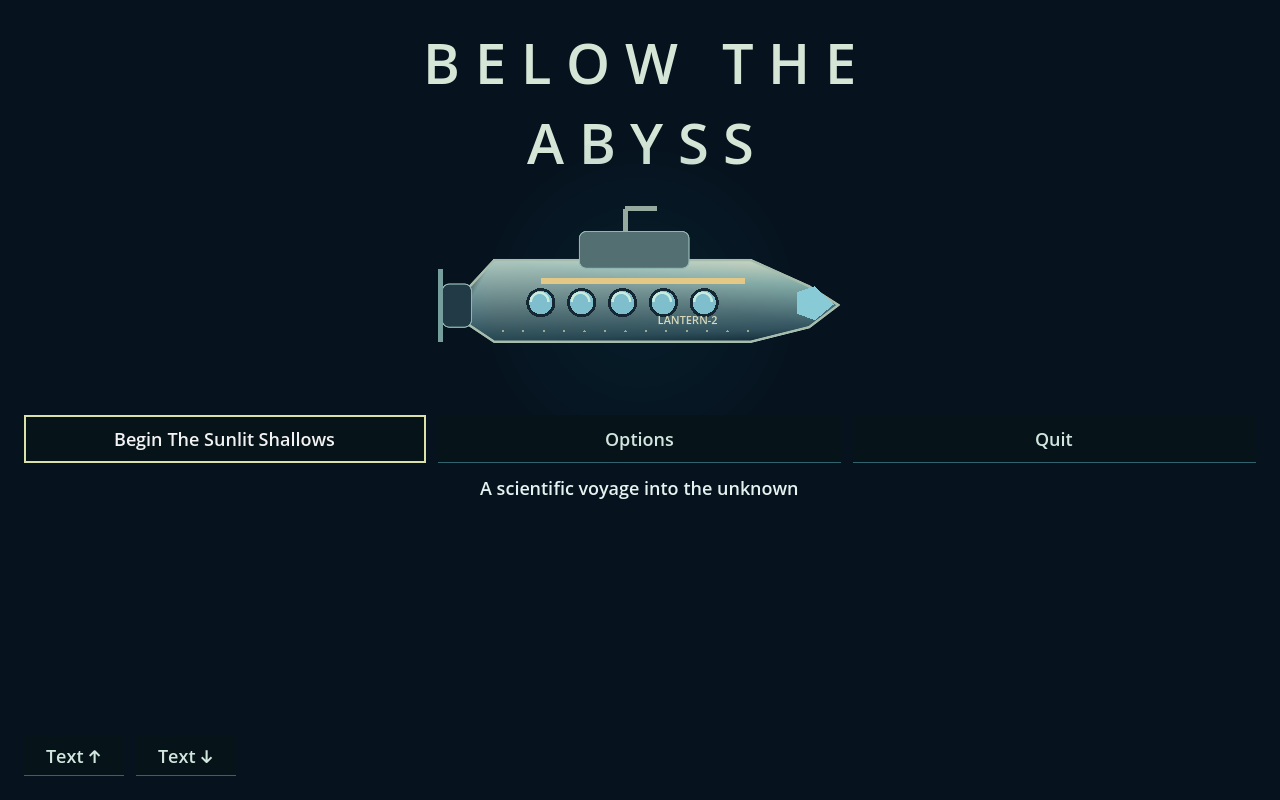 BELOW THE
ABYSS
LANTERN-2
Begin The Sunlit Shallows
Options
Quit
A scientific voyage into the unknown
Text ↑
Text ↓